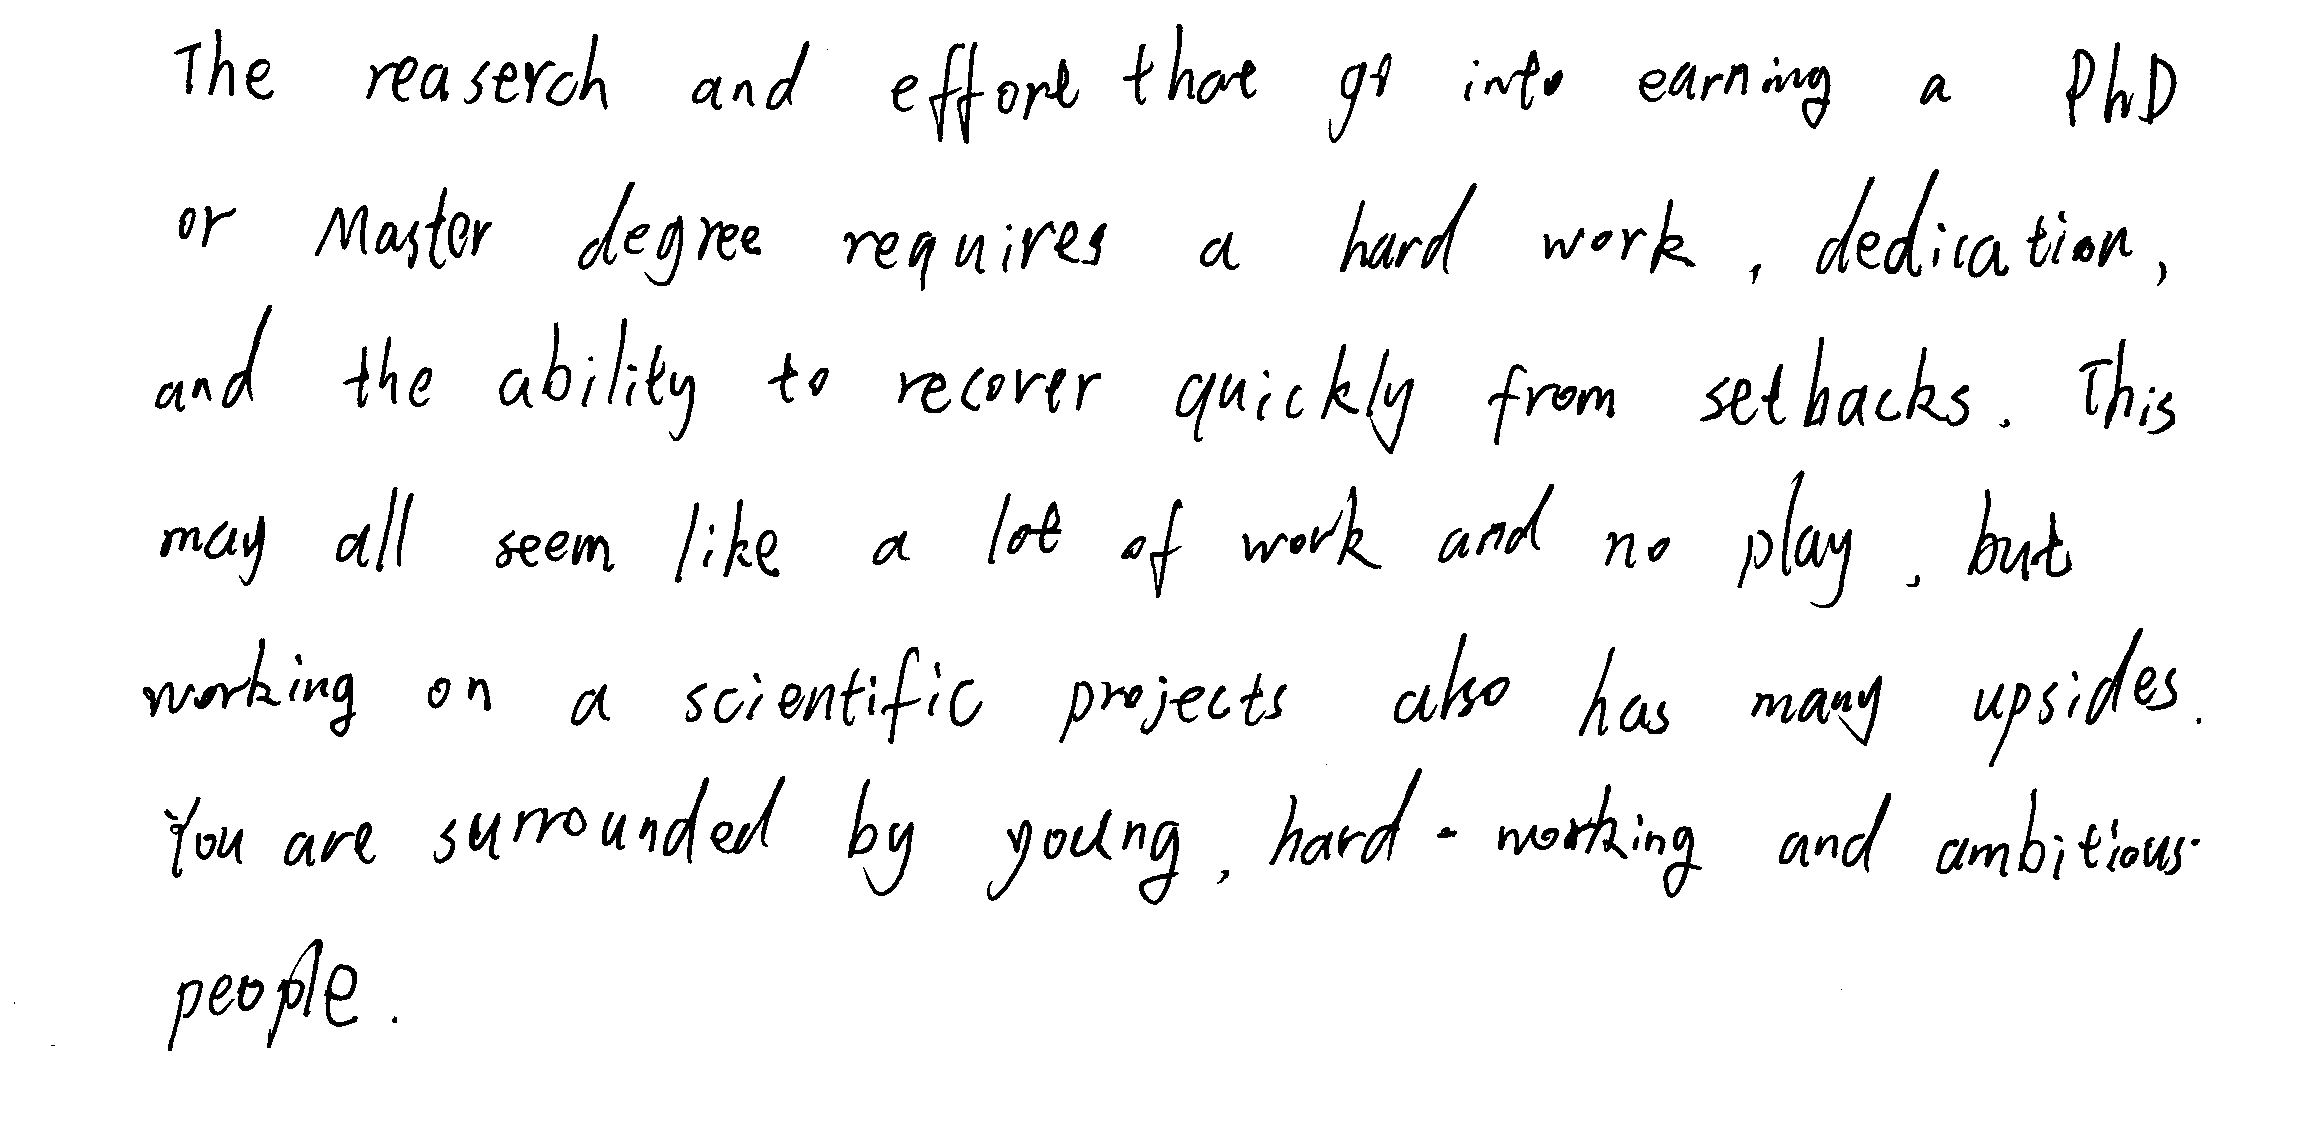 The reaserch and effort that go into earning a PhD
or Master degree requires a hard work, dedication,
and the ability to recover quickly from setbacks. This
may all seem like a lot of work and no play, but
working on a scientific projects also has many upsides.
You are surrounded by young, hard-working and ambitious
people.